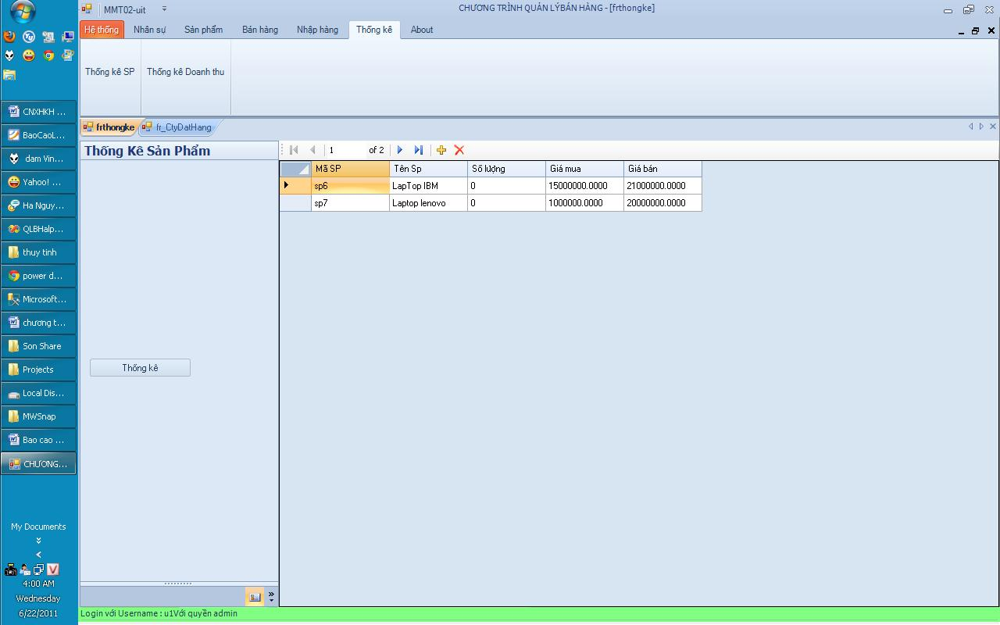 MMT02-uit
CHƯƠNG TRÌNH QUẢN LÝBÁN HÀNG - [frthongke]
Hệ thống Nhân sự Sản phẩm Bán hàng Nhập hàng Thống kê About
Thống kê SP Thống kê Doanh thu
frthongke fr_CtyDatHang
Thống Kê Sản Phẩm
1 of 2
Mã SP Tên Sp Số lượng Giá mua Giá bán
sp6 LapTop IBM 0 15000000.0000 21000000.0000
sp7 Laptop lenovo 0 1000000.0000 20000000.0000
Thống kê
Login với Username : u1Với quyền admin
CNXHKH ...
BaoCaoL...
dam Vin...
Yahoo! ...
Ha Nguy...
QLBHalp...
thuy tinh
power d...
Microsoft...
chương t...
Son Share
Projects
Local Dis...
MWSnap
Bao cao ...
CHƯƠNG...
My Documents
4:00 AM
Wednesday
6/22/2011